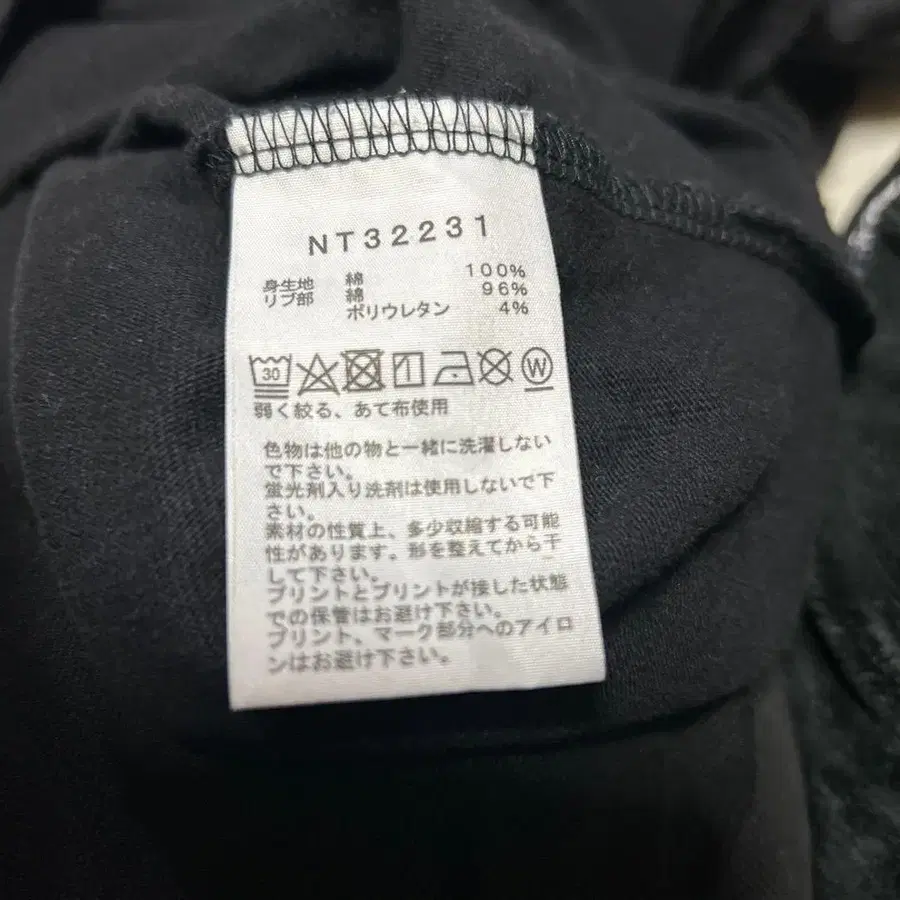 NT32231
身生地 綿 100%
リブ部 綿 96%
ポリウレタン 4%
30 W
弱く絞る、あて布使用
色物は他の物と一緒に洗濯しない
で下さい。
蛍光剤入り洗剤は使用しないで下
さい。
素材の性質上、多少収縮する可能
性があります。形を整えてから干
して下さい。
プリントとプリントが接した状態
での保管はお避け下さい。
プリント、マーク部分へのアイロ
ンはお避け下さい。